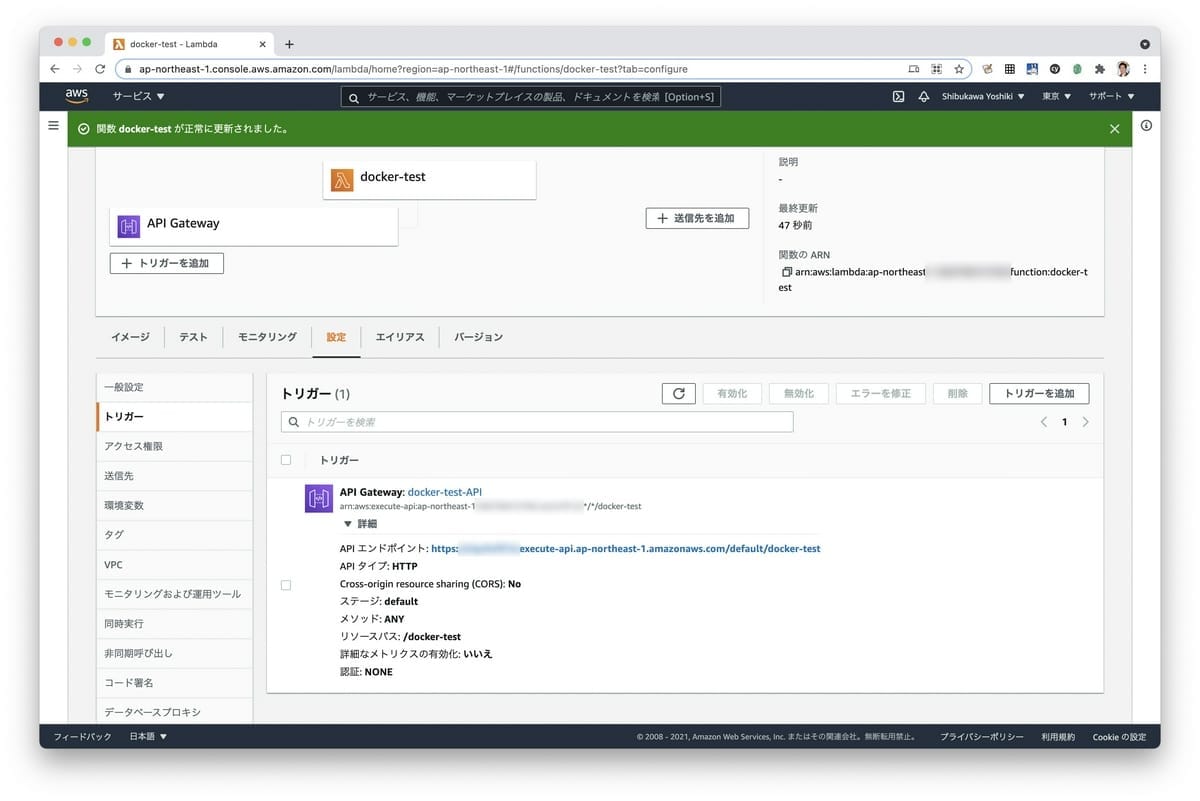 docker-test - Lambda
ap-northeast-1.console.aws.amazon.com/lambda/home?region=ap-northeast-1#/functions/docker-test?tab=configure
aws サービス ▼ サービス、機能、マーケットプレイスの製品、ドキュメントを検索 [Option+S] Shibukawa Yoshiki ▼ 東京 ▼ サポート ▼
関数 docker-test が正常に更新されました。
docker-test
API Gateway
+ トリガーを追加
+ 送信先を追加
説明
-
最終更新
47 秒前
関数の ARN
arn:aws:lambda:ap-northeast function:docker-t
est
イメージ テスト モニタリング 設定 エイリアス バージョン
一般設定
トリガー
アクセス権限
送信先
環境変数
タグ
VPC
モニタリングおよび運用ツール
同時実行
非同期呼び出し
コード署名
データベースプロキシ
トリガー (1) 有効化 無効化 エラーを修正 削除 トリガーを追加
トリガーを検索 1
トリガー
API Gateway: docker-test-API
arn:aws:execute-api:ap-northeast-1 */*/docker-test
▼ 詳細
API エンドポイント: https: execute-api.ap-northeast-1.amazonaws.com/default/docker-test
API タイプ: HTTP
Cross-origin resource sharing (CORS): No
ステージ: default
メソッド: ANY
リソースパス: /docker-test
詳細なメトリクスの有効化: いいえ
認証: NONE
フィードバック 日本語 ▼ © 2008 - 2021, Amazon Web Services, Inc. またはその関連会社。無断転用禁止。 プライバシーポリシー 利用規約 Cookie の設定